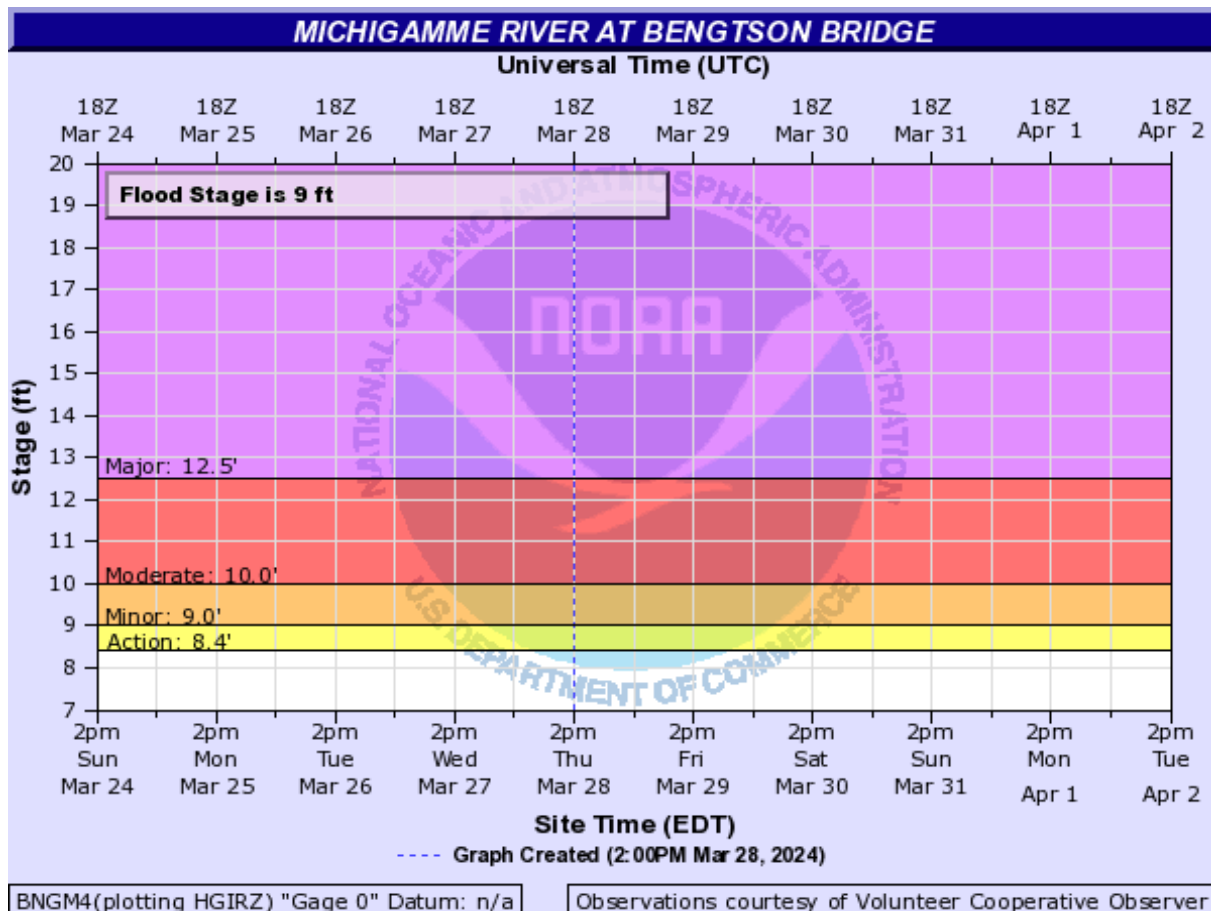 MICHIGAMME RIVER AT BENGTSON BRIDGE
Universal Time (UTC)
18Z 18Z 18Z 18Z 18Z 18Z 18Z 18Z 18Z 18Z
Mar 24 Mar 25 Mar 26 Mar 27 Mar 28 Mar 29 Mar 30 Mar 31 Apr 1 Apr 2
Flood Stage is 9 ft
NATIONAL OCEANIC AND ATMOSPHERIC ADMINISTRATION
NOAA
U.S. DEPARTMENT OF COMMERCE
Stage (ft)
20
19
18
17
16
15
14
13
12
11
10
9
8
7
Major: 12.5'
Moderate: 10.0'
Minor: 9.0'
Action: 8.4'
2pm 2pm 2pm 2pm 2pm 2pm 2pm 2pm 2pm 2pm
Sun Mon Tue Wed Thu Fri Sat Sun Mon Tue
Mar 24 Mar 25 Mar 26 Mar 27 Mar 28 Mar 29 Mar 30 Mar 31 Apr 1 Apr 2
Site Time (EDT)
---- Graph Created (2:00PM Mar 28, 2024)
BNGM4(plotting HGIRZ) "Gage 0" Datum: n/a
Observations courtesy of Volunteer Cooperative Observer